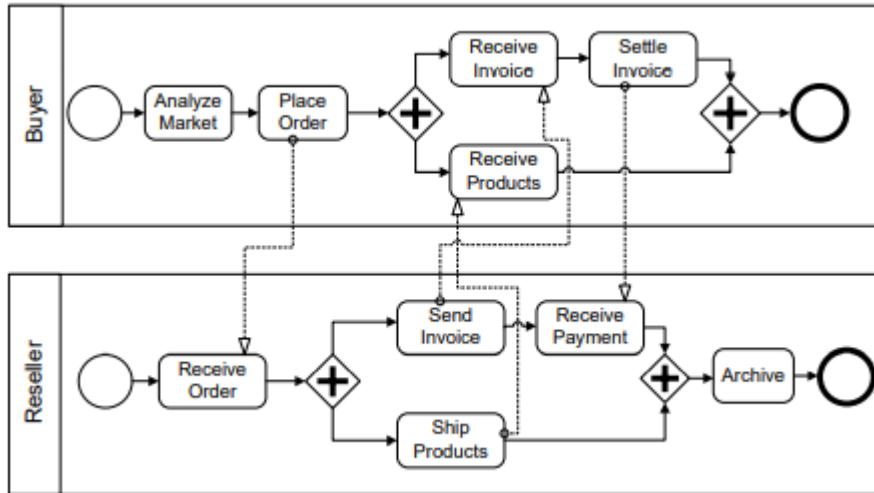 Buyer
Analyze
Market
Place
Order
Receive
Invoice
Settle
Invoice
Receive
Products
Reseller
Receive
Order
Send
Invoice
Receive
Payment
Ship
Products
Archive